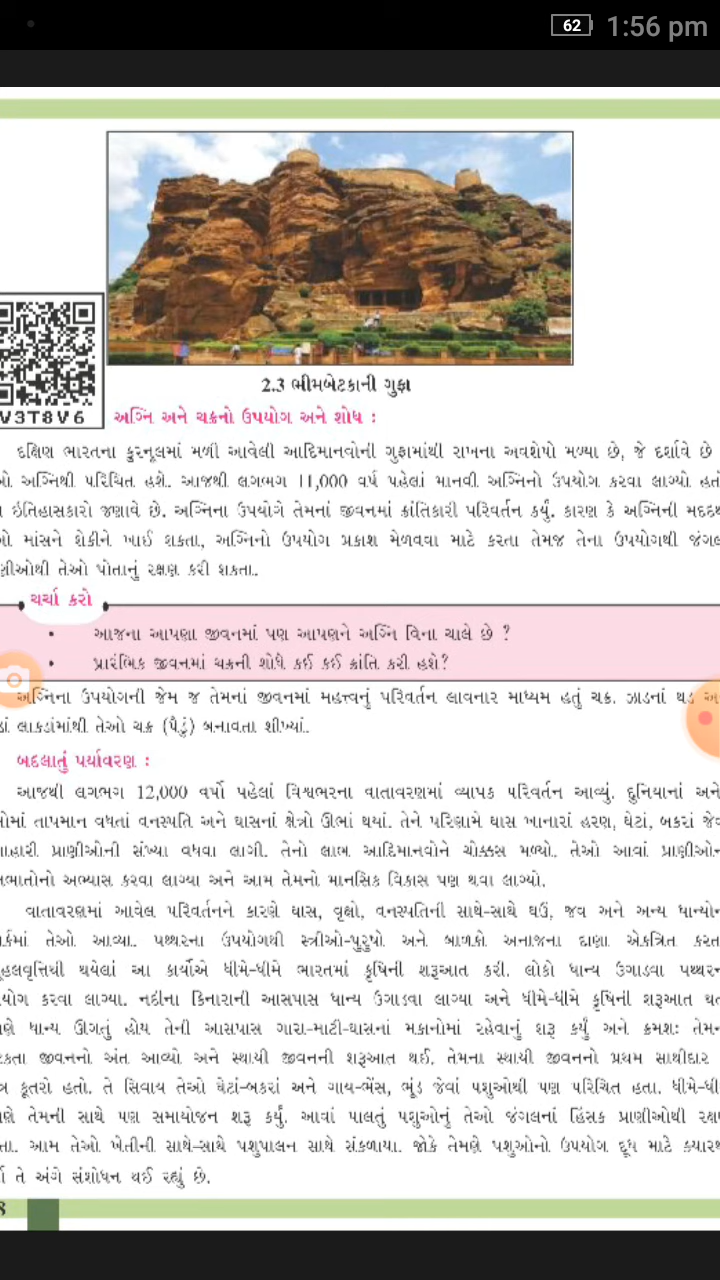 62 1:56 pm
V3T8V6
2.3 ભીમબેટકાની ગુફા
અગ્નિ અને ચક્રનો ઉપયોગ અને શોધ :
દક્ષિણ ભારતના કુરનૂલમાં મળી આવેલી આદિમાનવોની ગુફામાંથી રાખના અવશેષો મળ્યા છે, જે દર્શાવે છે
અગ્નિથી પરિચિત હશે. આજથી લગભગ 11,000 વર્ષ પહેલાં માનવી અગ્નિનો ઉપયોગ કરવા લાગ્યો હતો
ઇતિહાસકારો જણાવે છે. અગ્નિના ઉપયોગે તેમનાં જીવનમાં ક્રાંતિકારી પરિવર્તન કર્યું. કારણ કે અગ્નિની
માંસને શેકીને ખાઈ શકતા, અગ્નિનો ઉપયોગ પ્રકાશ મેળવવા માટે કરતા તેમજ તેના ઉપયોગથી
તેઓ પોતાનું રક્ષણ કરી શકતા.
ચર્ચા કરો
• આજના આપણા જીવનમાં પણ આપણને અગ્નિ વિના ચાલે છે ?
• પ્રારંભિક જીવનમાં ચક્રની શોધે કઈ કઈ ક્રાંતિ કરી હશે?
અગ્નિના ઉપયોગની જેમ જ તેમનાં જીવનમાં મહત્ત્વનું પરિવર્તન લાવનાર માધ્યમ હતું ચક્ર. ઝાડનાં થડ
લાકડાંમાંથી તેઓ ચક્ર (પૈડું) બનાવતા શીખ્યાં.
બદલાતું પર્યાવરણ :
આજથી લગભગ 12,000 વર્ષો પહેલાં વિશ્વભરના વાતાવરણમાં વ્યાપક પરિવર્તન આવ્યું. દુનિયાનાં
તાપમાન વધતાં વનસ્પતિ અને ઘાસનાં ક્ષેત્રો ઊભાં થયાં. તેને પરિણામે ઘાસ ખાનારાં હરણ, ઘેટાં, બકરાં
પ્રાણીઓની સંખ્યા વધવા લાગી. તેનો લાભ આદિમાનવોને ચોક્કસ મળ્યો. તેઓ આવાં
અભ્યાસ કરવા લાગ્યા અને આમ તેમનો માનસિક વિકાસ પણ થવા લાગ્યો.
વાતાવરણમાં આવેલ પરિવર્તનને કારણે ઘાસ, વૃક્ષો, વનસ્પતિની સાથે-સાથે ઘઉં, જવ અને અન્ય
તેઓ આવ્યા. પથ્થરના ઉપયોગથી સ્ત્રીઓ-પુરુષો અને બાળકો અનાજના દાણા એકત્રિત
થયેલાં આ કાર્યોએ ધીમે-ધીમે ભારતમાં કૃષિની શરૂઆત કરી. લોકો ધાન્ય ઉગાડવા
કરવા લાગ્યા. નદીના કિનારાની આસપાસ ધાન્ય ઉગાડવા લાગ્યા અને ધીમે-ધીમે કૃષિની શરૂઆત
ધાન્ય ઊગતું હોય તેની આસપાસ ગારા-માટી-ઘાસનાં મકાનોમાં રહેવાનું શરૂ કર્યું અને ક્રમશઃ
જીવનનો અંત આવ્યો અને સ્થાયી જીવનની શરૂઆત થઈ. તેમના સ્થાયી જીવનનો પ્રથમ સાથીદાર
કૂતરો હતો. તે સિવાય તેઓ ઘેટાં-બકરાં અને ગાય-ભેંસ, ભૂંડ જેવાં પશુઓથી પણ પરિચિત હતા.
તેમની સાથે પણ સમાયોજન શરૂ કર્યું. આવાં પાલતું પશુઓનું તેઓ જંગલનાં હિંસક પ્રાણીઓથી
આમ તેઓ ખેતીની સાથે-સાથે પશુપાલન સાથે સંકળાયા. જોકે તેમણે પશુઓનો ઉપયોગ દૂધ માટે
તે અંગે સંશોધન થઈ રહ્યું છે.